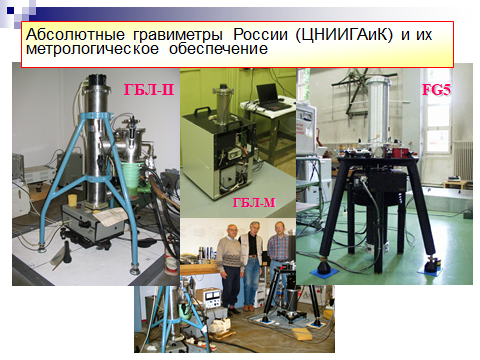 Абсолютные гравиметры России (ЦНИИГАиК) и их
метрологическое обеспечение
ГБЛ-П
FG5
ГБЛ-М